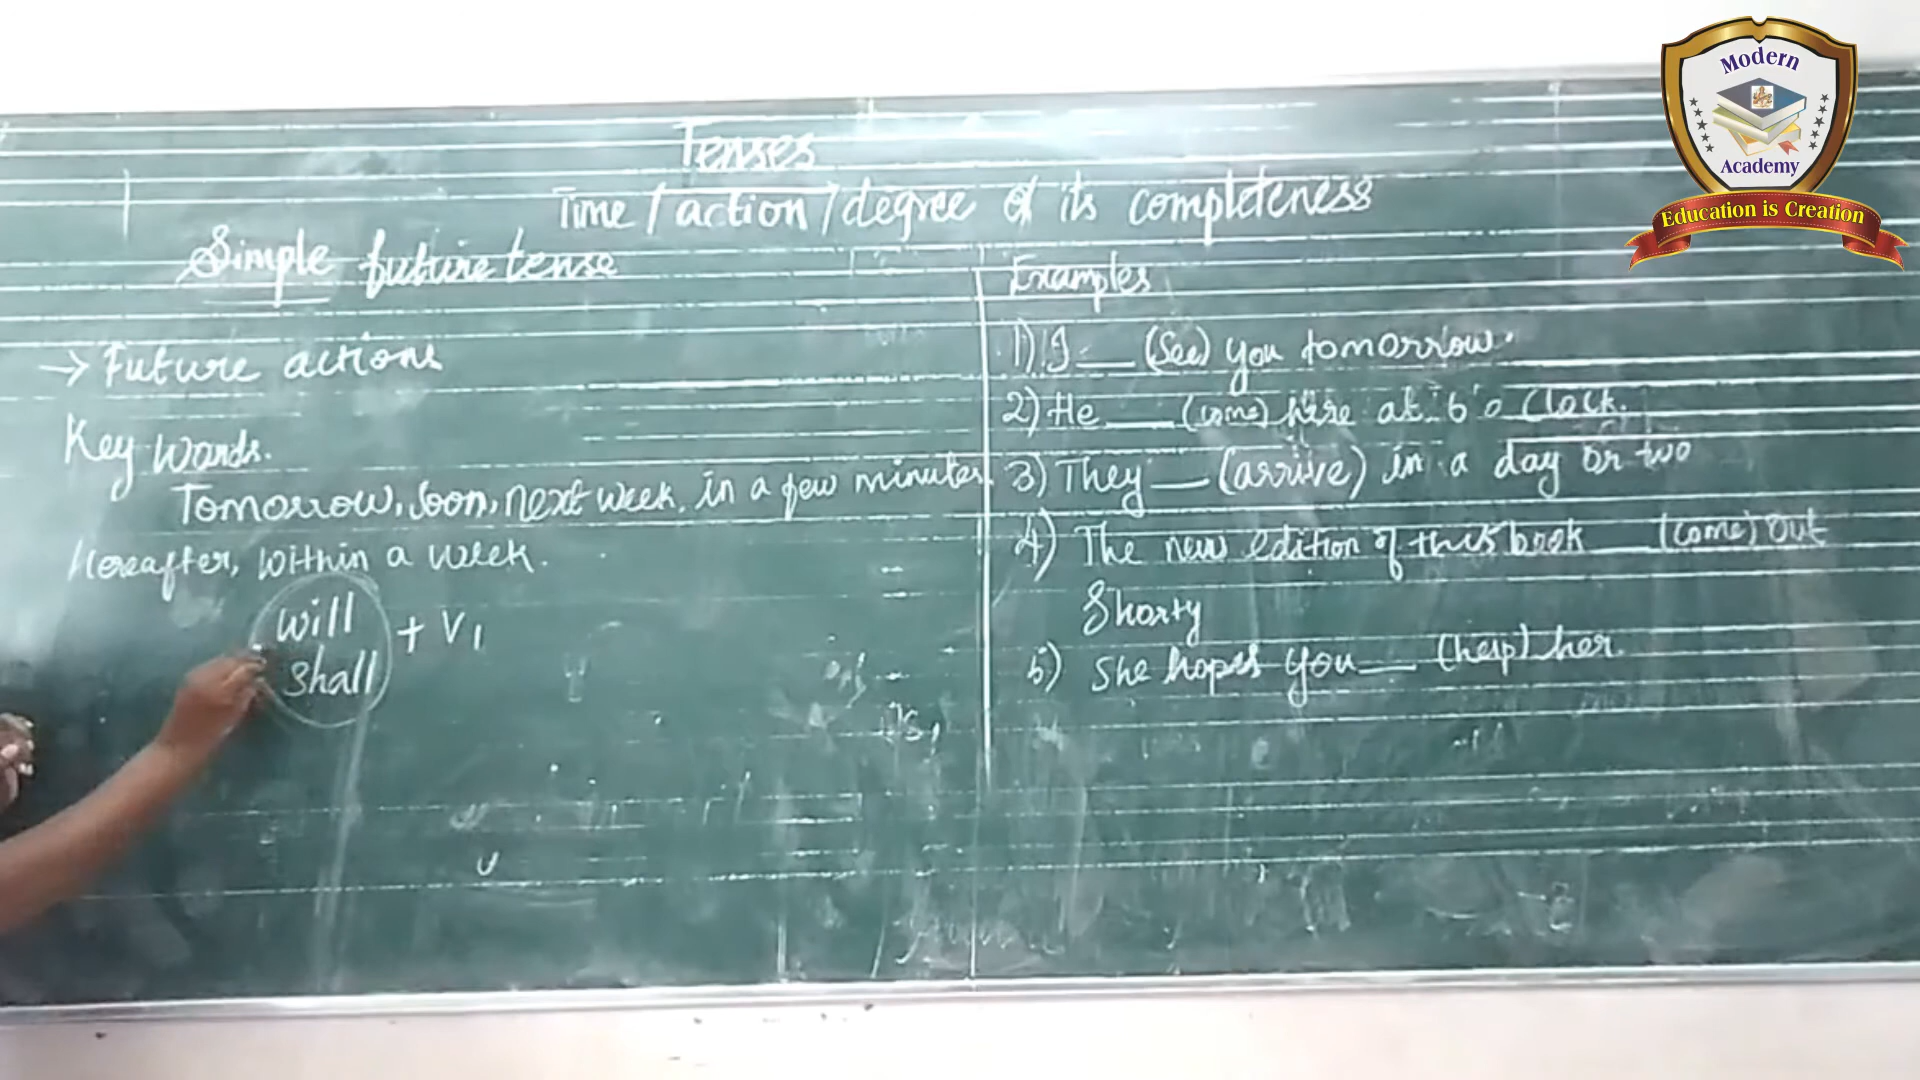 Modern
Academy
Education is Creation
Tenses
Time / action / degree of its completeness
Simple future tense
→ Future actions
Key words.
Tomorrow, Soon, next week, in a few minutes.
Hereafter, within a week.
will
shall
+ V1
Examples
1) I ___ (see) you tomorrow.
2) He ___ (come) here at 6'o Clock.
3) They ___ (arrive) in a day or two
4) The new edition of this book ___ (come) out
Shorty
5) She hopes you ___ (help) her.